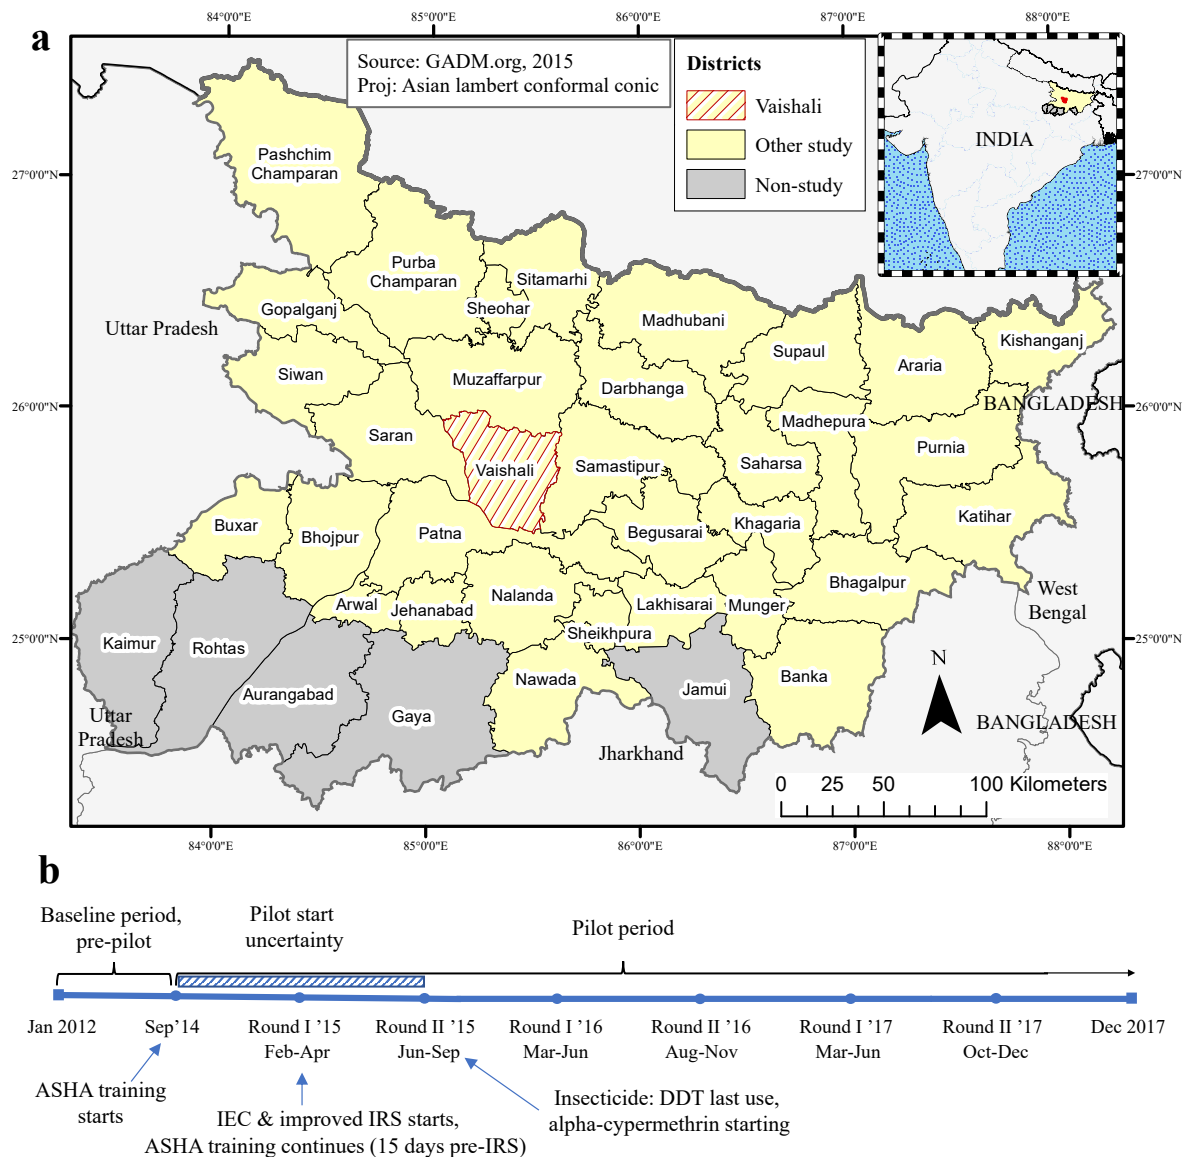 a
84°0'0"E
85°0'0"E
86°0'0"E
87°0'0"E
88°0'0"E
Source: GADM.org, 2015
Proj: Asian lambert conformal conic
Districts
Vaishali
Other study
Non-study
INDIA
27°0'0"N
27°0'0"N
26°0'0"N
26°0'0"N
25°0'0"N
25°0'0"N
Pashchim
Champaran
Purba
Champaran
Sitamarhi
Sheohar
Gopalganj
Uttar Pradesh
Madhubani
Supaul
Araria
Kishanganj
Siwan
Muzaffarpur
Darbhanga
BANGLADESH
Saran
Madhepura
Purnia
Vaishali
Samastipur
Saharsa
Buxar
Bhojpur
Patna
Begusarai
Khagaria
Katihar
Bhagalpur
West
Bengal
Arwal
Jehanabad
Nalanda
Lakhisarai
Munger
Sheikhpura
Kaimur
Rohtas
Aurangabad
Gaya
Nawada
Jamui
Banka
N
Uttar
Pradesh
Jharkhand
BANGLADESH
0 25 50 100 Kilometers
84°0'0"E
85°0'0"E
86°0'0"E
87°0'0"E
88°0'0"E
b
Baseline period,
pre-pilot
Pilot start
uncertainty
Pilot period
Jan 2012
Sep’14
Round I ’15
Feb-Apr
Round II ’15
Jun-Sep
Round I ’16
Mar-Jun
Round II ’16
Aug-Nov
Round I ’17
Mar-Jun
Round II ’17
Oct-Dec
Dec 2017
ASHA training
starts
IEC & improved IRS starts,
ASHA training continues (15 days pre-IRS)
Insecticide: DDT last use,
alpha-cypermethrin starting